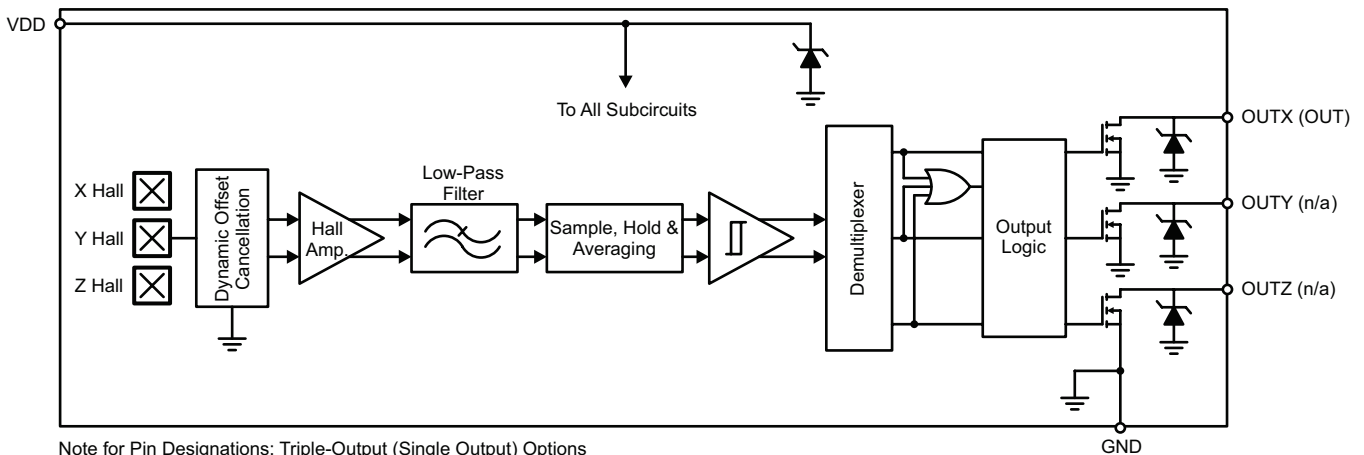 VDD
To All Subcircuits
OUTX (OUT)
X Hall
Y Hall
Z Hall
Dynamic Offset
Cancellation
Hall
Amp.
Low-Pass
Filter
Sample, Hold &
Averaging
Demultiplexer
Output
Logic
OUTY (n/a)
OUTZ (n/a)
GND
Note for Pin Designations: Triple-Output (Single Output) Options